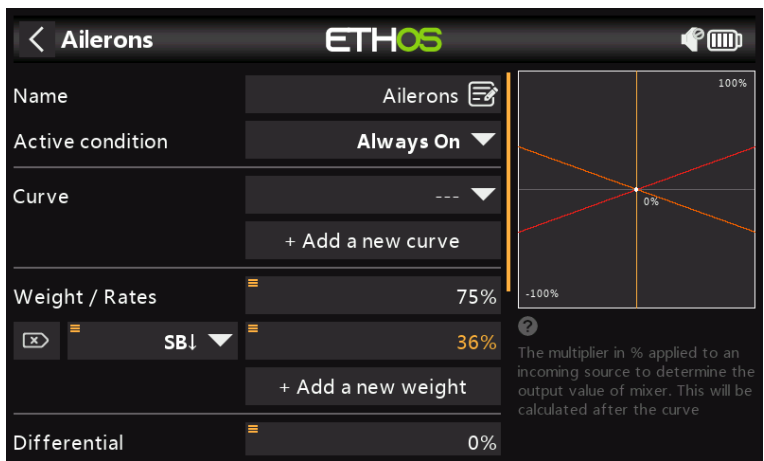 Ailerons
ETHOS
Name
Ailerons
Active condition
Always On
Curve
---
+ Add a new curve
Weight / Rates
75%
SB↓
36%
+ Add a new weight
Differential
0%
100%
0%
-100%
?
The multiplier in % applied to an
incoming source to determine the
output value of mixer. This will be
calculated after the curve